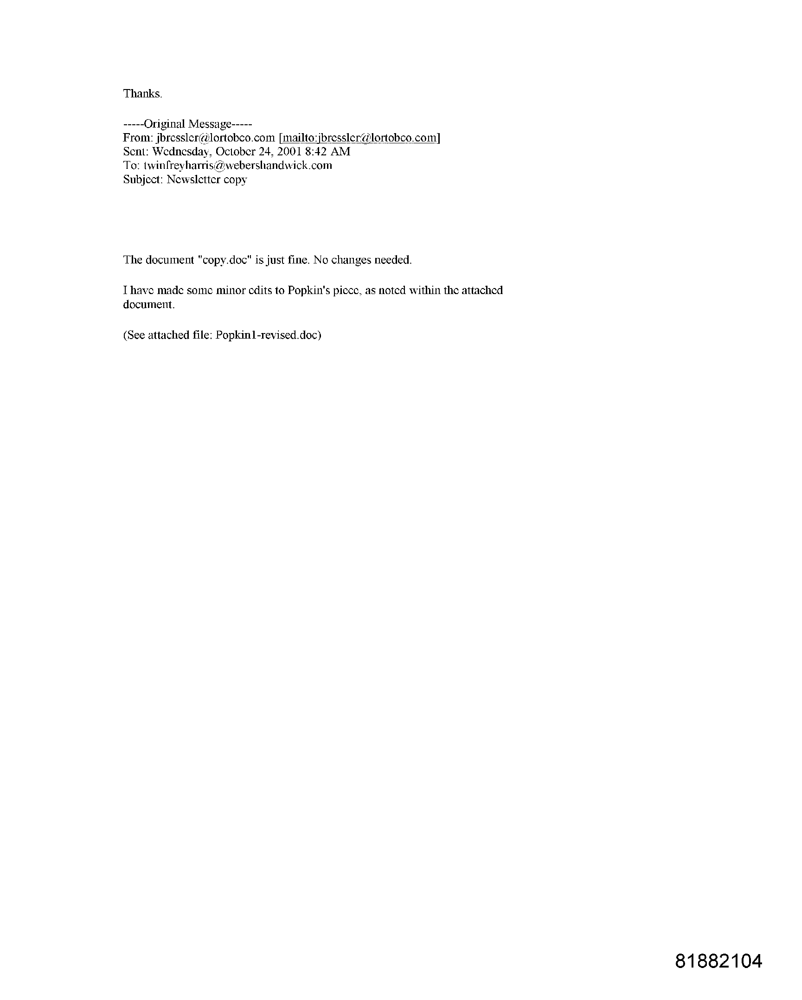 Thanks.
-----Original Message-----
From: jbressler@lortobco.com [mailto:jbressler@lortobco.com]
Sent: Wednesday, October 24, 2001 8:42 AM
To: twinfreyharris@webershandwick.com
Subject: Newsletter copy
The document "copy.doc" is just fine. No changes needed.
I have made some minor edits to Popkin's piece, as noted within the attached
document.
(See attached file: Popkin1-revised.doc)
81882104